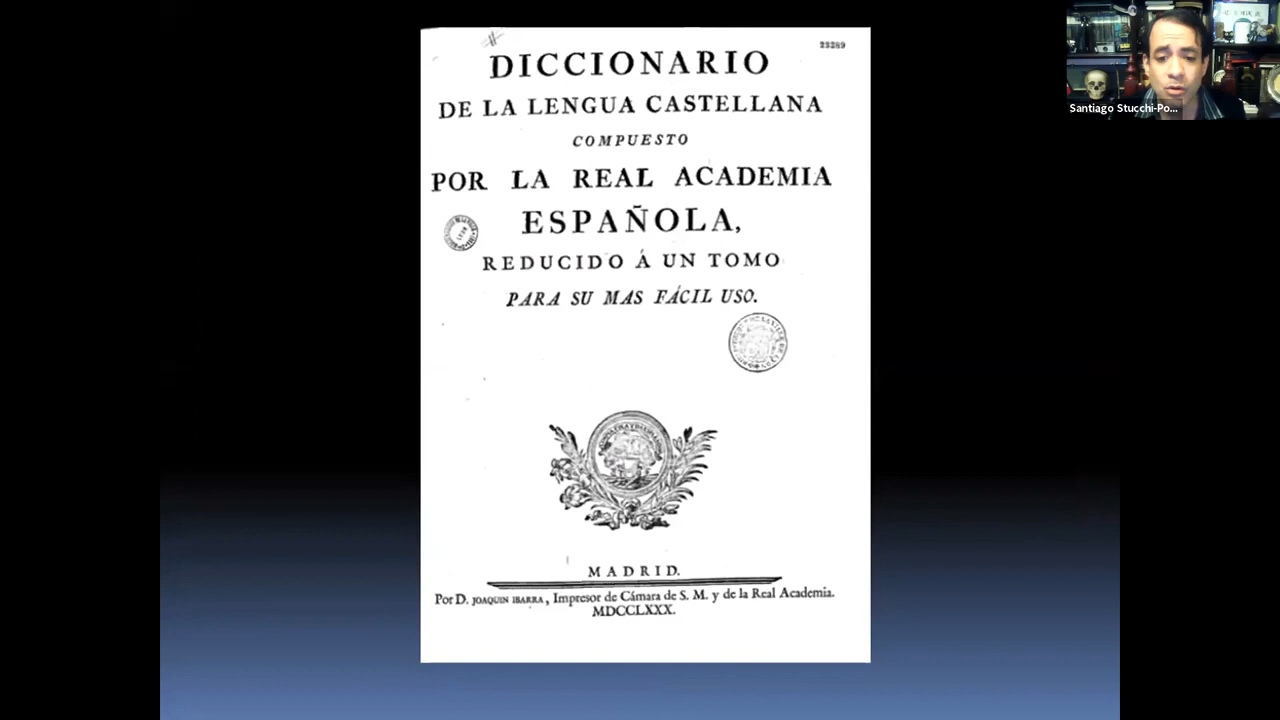 23289
DICCIONARIO
DE LA LENGUA CASTELLANA
COMPUESTO
POR LA REAL ACADEMIA
ESPAÑOLA,
REDUCIDO Á UN TOMO
PARA SU MAS FÁCIL USO.
MADRID.
Por D. JOAQUIN IBARRA, Impresor de Cámara de S. M. y de la Real Academia.
MDCCLXXX.
Santiago Stucchi-Po...